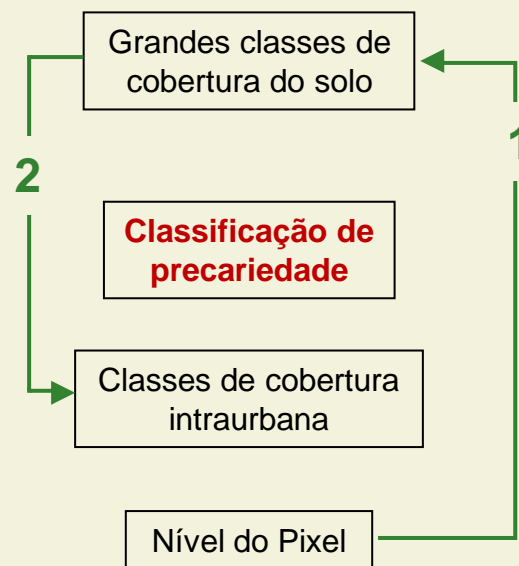 Grandes classes de
cobertura do solo
1
2
Classificação de
precariedade
Classes de cobertura
intraurbana
Nível do Pixel